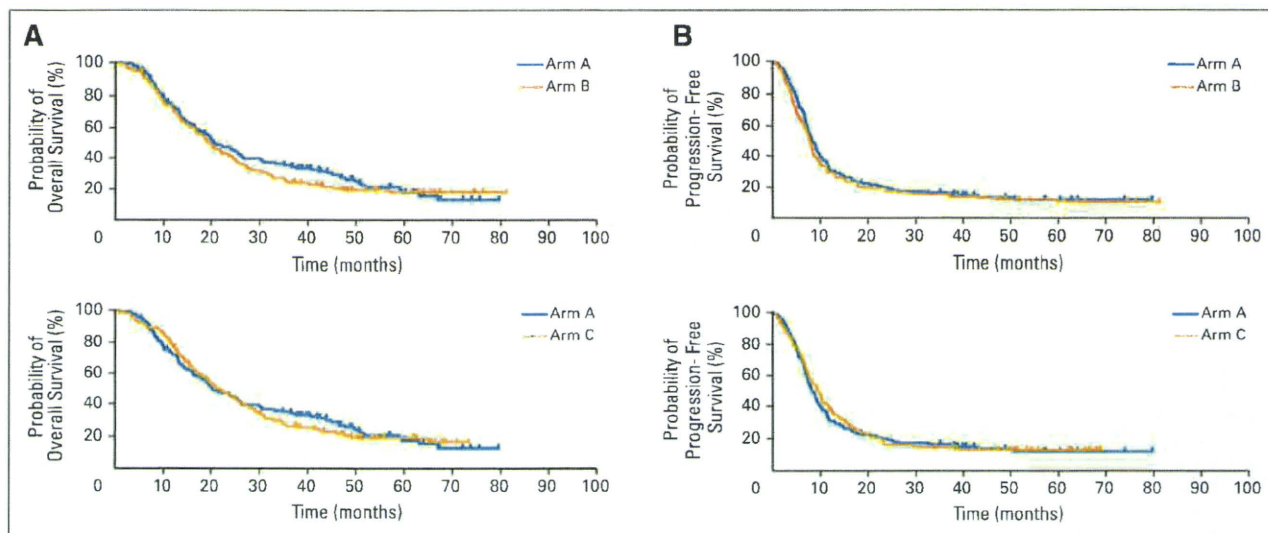 A
Probability of
Overall Survival (%)
100
80
60
40
20
0 10 20 30 40 50 60 70 80 90 100
Time (months)
Arm A
Arm B
B
Probability of
Progression- Free
Survival (%)
100
80
60
40
20
0 10 20 30 40 50 60 70 80 90 100
Time (months)
Arm A
Arm B
Probability of
Overall Survival (%)
100
80
60
40
20
0 10 20 30 40 50 60 70 80 90 100
Time (months)
Arm A
Arm C
Probability of
Progression- Free
Survival (%)
100
80
60
40
20
0 10 20 30 40 50 60 70 80 90 100
Time (months)
Arm A
Arm C